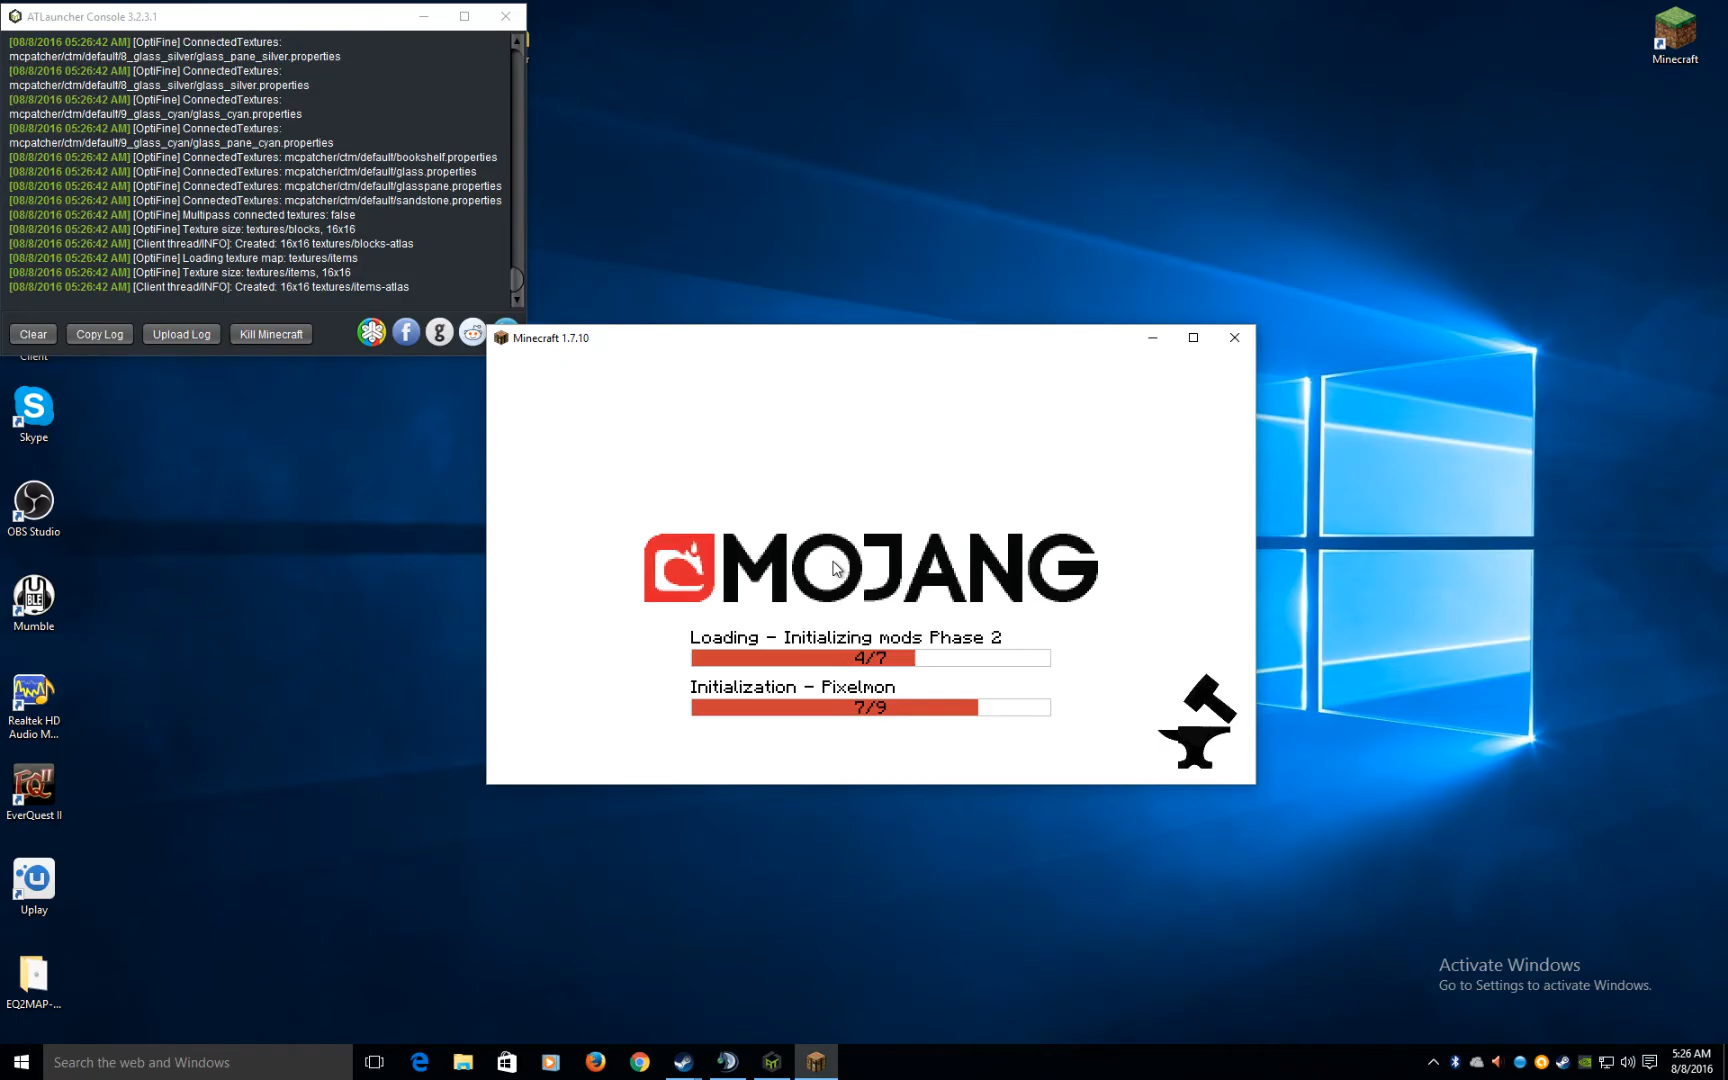 ATLauncher Console 3.2.3.1
[08/8/2016 05:26:42 AM] [OptiFine] ConnectedTextures:
mcpatcher/ctm/default/8_glass_silver/glass_pane_silver.properties
[08/8/2016 05:26:42 AM] [OptiFine] ConnectedTextures:
mcpatcher/ctm/default/8_glass_silver/glass_silver.properties
[08/8/2016 05:26:42 AM] [OptiFine] ConnectedTextures:
mcpatcher/ctm/default/9_glass_cyan/glass_cyan.properties
[08/8/2016 05:26:42 AM] [OptiFine] ConnectedTextures:
mcpatcher/ctm/default/9_glass_cyan/glass_pane_cyan.properties
[08/8/2016 05:26:42 AM] [OptiFine] ConnectedTextures: mcpatcher/ctm/default/bookshelf.properties
[08/8/2016 05:26:42 AM] [OptiFine] ConnectedTextures: mcpatcher/ctm/default/glass.properties
[08/8/2016 05:26:42 AM] [OptiFine] ConnectedTextures: mcpatcher/ctm/default/glasspane.properties
[08/8/2016 05:26:42 AM] [OptiFine] ConnectedTextures: mcpatcher/ctm/default/sandstone.properties
[08/8/2016 05:26:42 AM] [OptiFine] Multipass connected textures: false
[08/8/2016 05:26:42 AM] [OptiFine] Texture size: textures/blocks, 16x16
[08/8/2016 05:26:42 AM] [Client thread/INFO]: Created: 16x16 textures/blocks-atlas
[08/8/2016 05:26:42 AM] [OptiFine] Loading texture map: textures/items
[08/8/2016 05:26:42 AM] [OptiFine] Texture size: textures/items, 16x16
[08/8/2016 05:26:42 AM] [Client thread/INFO]: Created: 16x16 textures/items-atlas
Clear
Copy Log
Upload Log
Kill Minecraft
Client
Skype
OBS Studio
Mumble
Realtek HD
Audio M...
EverQuest II
Uplay
EQ2MAP-...
Minecraft
Minecraft 1.7.10
MOJANG
Loading - Initializing mods Phase 2
4/7
Initialization - Pixelmon
7/9
Activate Windows
Go to Settings to activate Windows.
Search the web and Windows
5:26 AM
8/8/2016